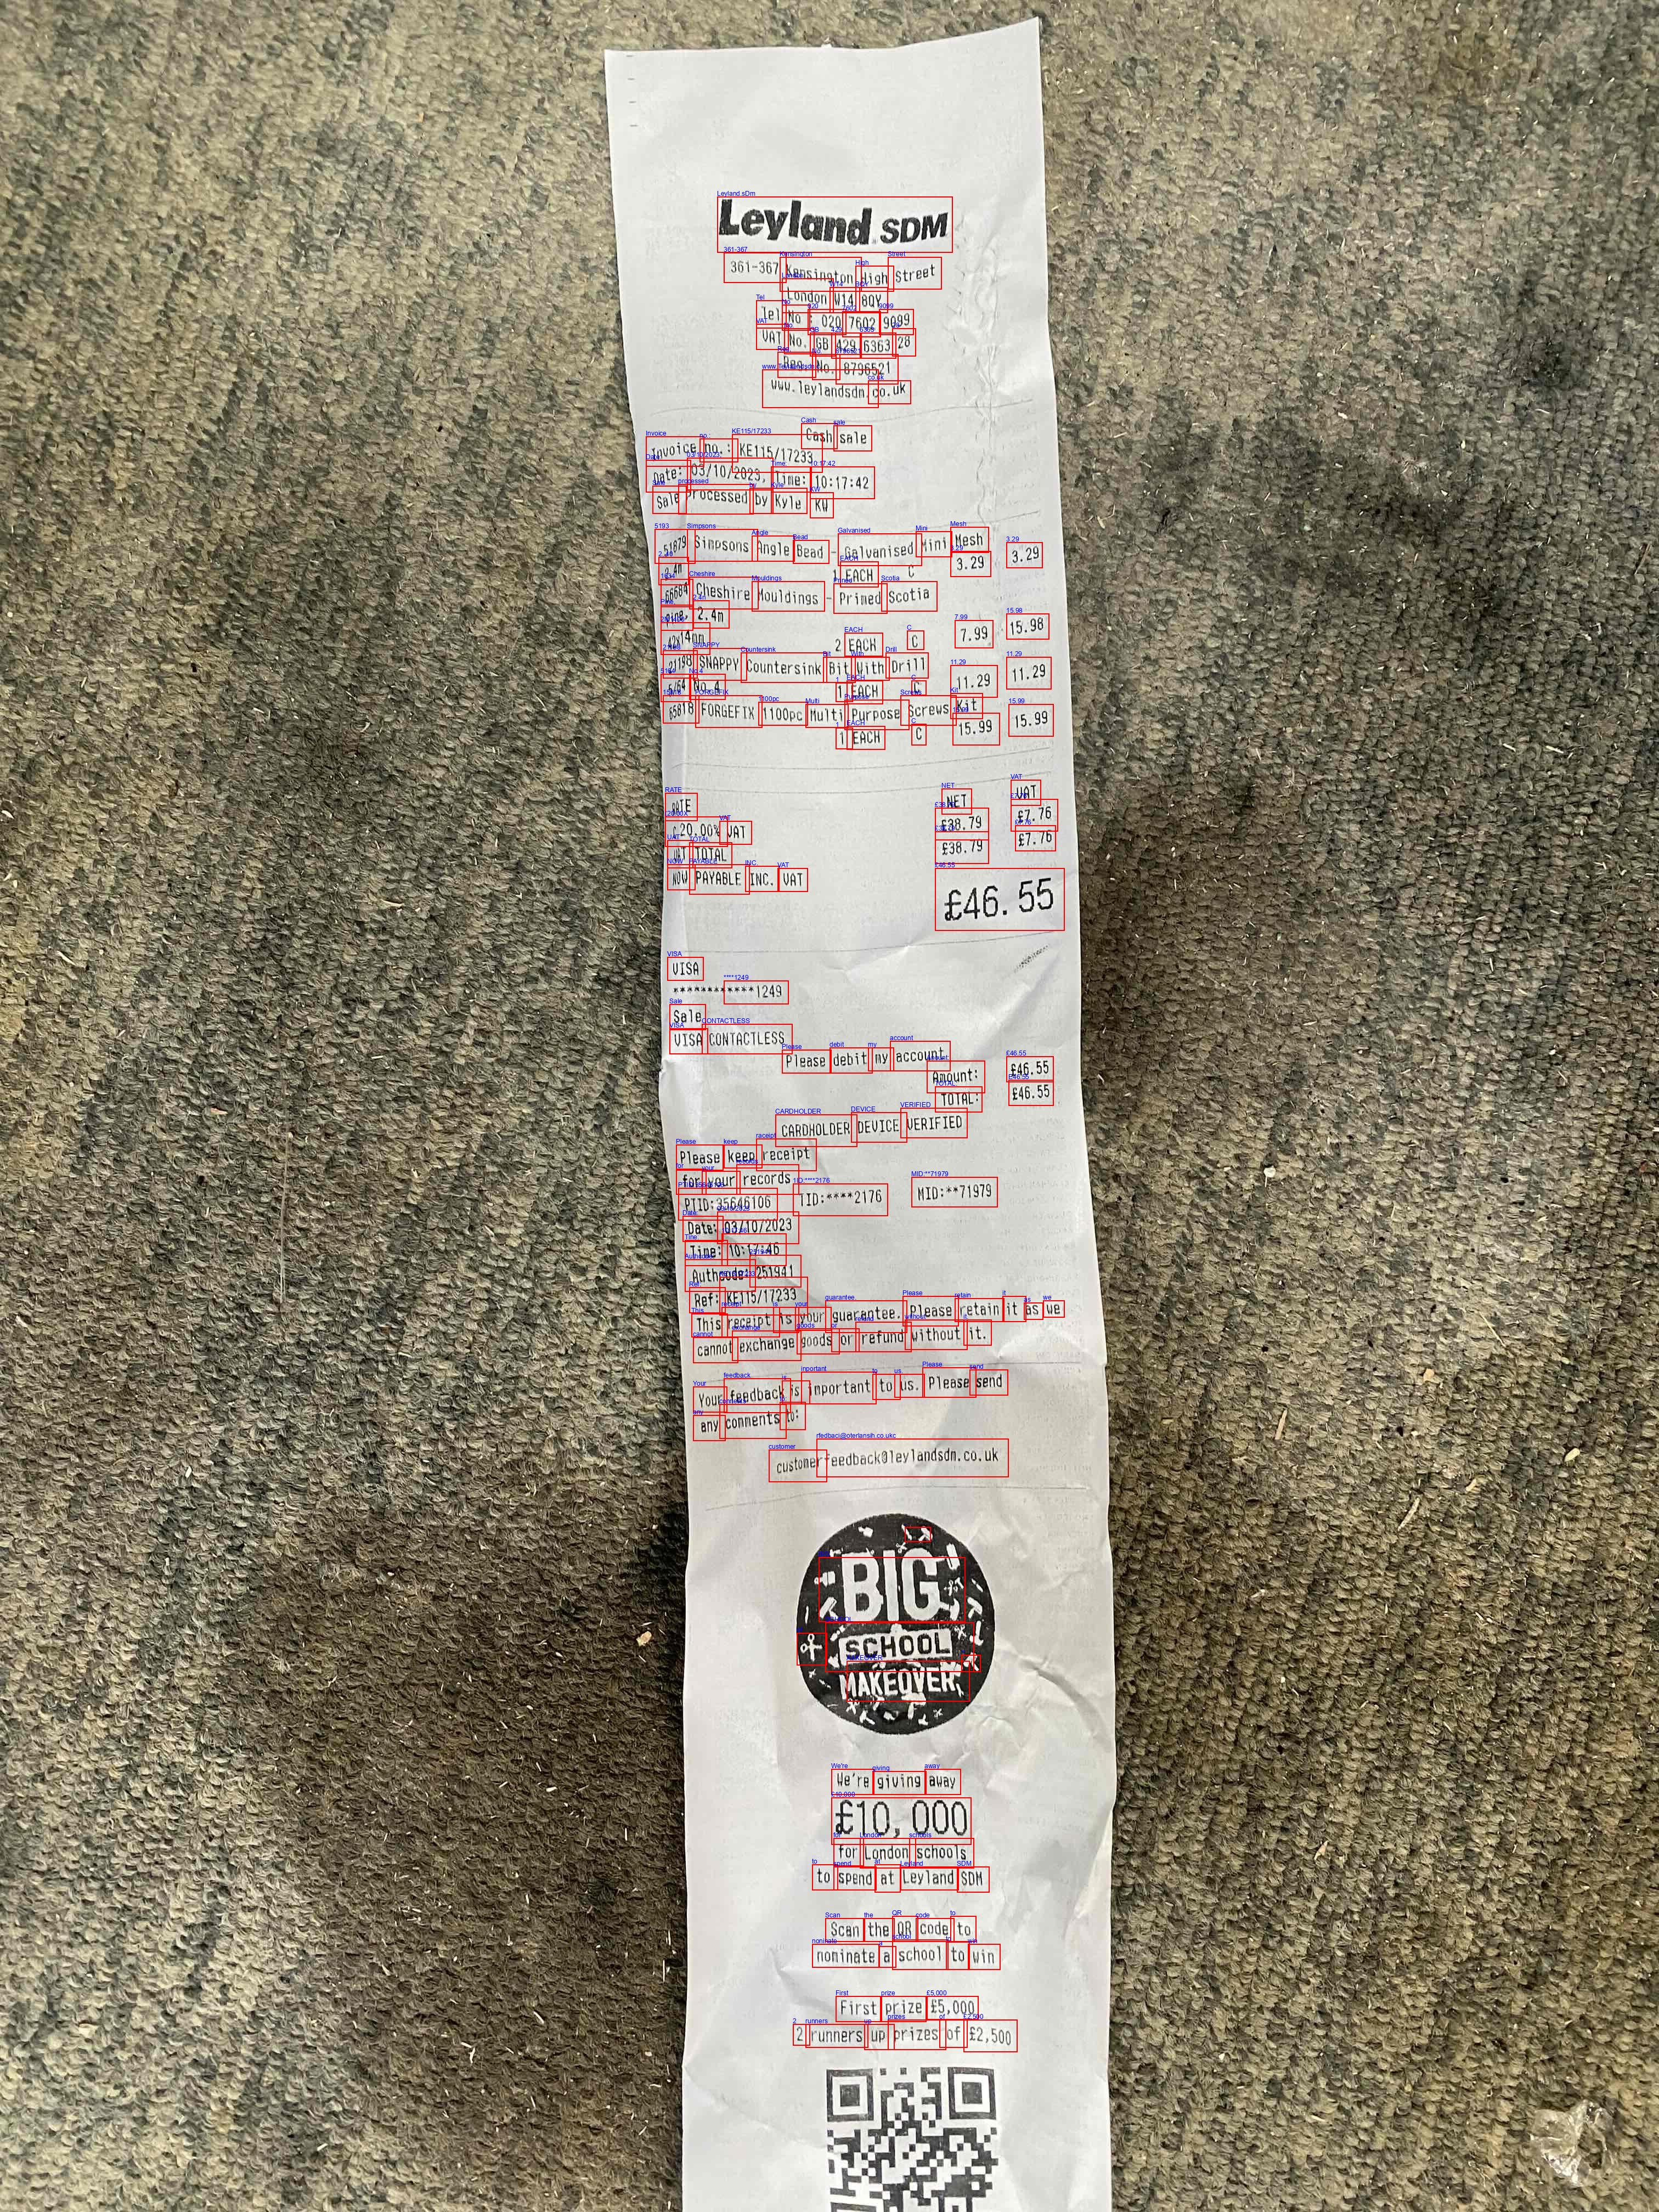 Leyland SDM
361-367 Kensington High Street
London W14 8QY
Tel No : 020 7602 9099
VAT No. GB 429 6363 28
Reg. No. 8796521
www.leylandsdm.co.uk
Cash sale
Invoice no.: KE115/17233
Date: 03/10/2023, Time: 10:17:42
Sale processed by Kyle KW
51879 Simpsons Angle Bead - Galvanised Mini Mesh
2.4m 1 EACH C 3.29 3.29
66684 Cheshire Mouldings - Primed Scotia
Pine, 2.4m
42x14mm 2 EACH C 7.99 15.98
21198 SNAPPY Countersink Bit With Drill
5/64 No.4 1 EACH C 11.29 11.29
65818 FORGEFIX 1100pc Multi Purpose Screws Kit
1 EACH C 15.99 15.99
RATE NET VAT
C 20.00% VAT £38.79 £7.76
VAT TOTAL £38.79 £7.76
NOW PAYABLE INC. VAT £46.55
VISA
************1249
Sale
VISA CONTACTLESS
Please debit my account
Amount: £46.55
TOTAL: £46.55
CARDHOLDER DEVICE VERIFIED
Please keep receipt
for your records
PTID:35646106 TID:****2176 MID:**71979
Date: 03/10/2023
Time: 10:17:46
Authcode: 251941
Ref: KE115/17233
This receipt is your guarantee. Please retain it as we
cannot exchange goods or refund without it.
Your feedback is important to us. Please send
any comments to:
customerfeedback@leylandsdm.co.uk
BIG
SCHOOL
MAKEOVER
We're giving away
£10,000
for London schools
to spend at Leyland SDM
Scan the QR code to
nominate a school to win
First prize £5,000
2 runners up prizes of £2,500